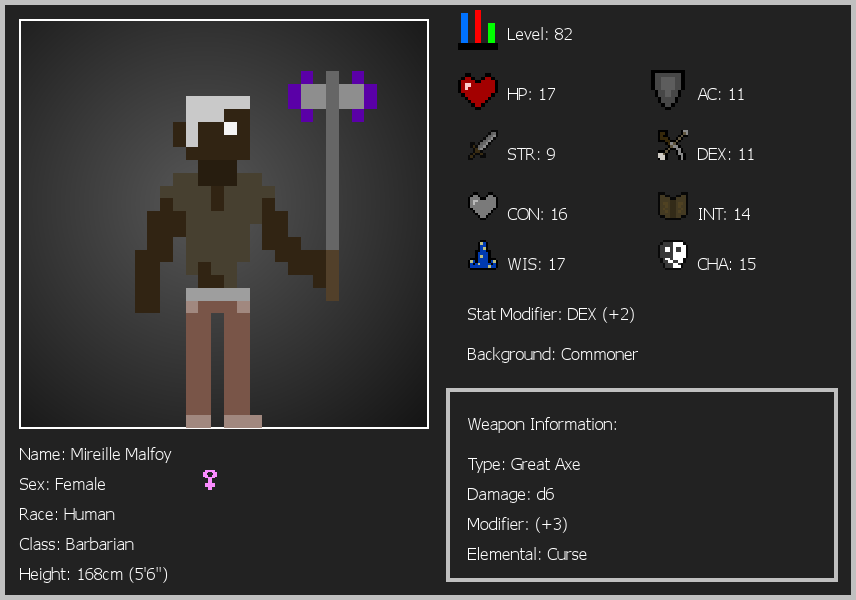 Level: 82
HP: 17
AC: 11
STR: 9
DEX: 11
CON: 16
INT: 14
WIS: 17
CHA: 15
Stat Modifier: DEX (+2)
Background: Commoner
Weapon Information:
Type: Great Axe
Damage: d6
Modifier: (+3)
Elemental: Curse
Name: Mireille Malfoy
Sex: Female
Race: Human
Class: Barbarian
Height: 168cm (5'6")